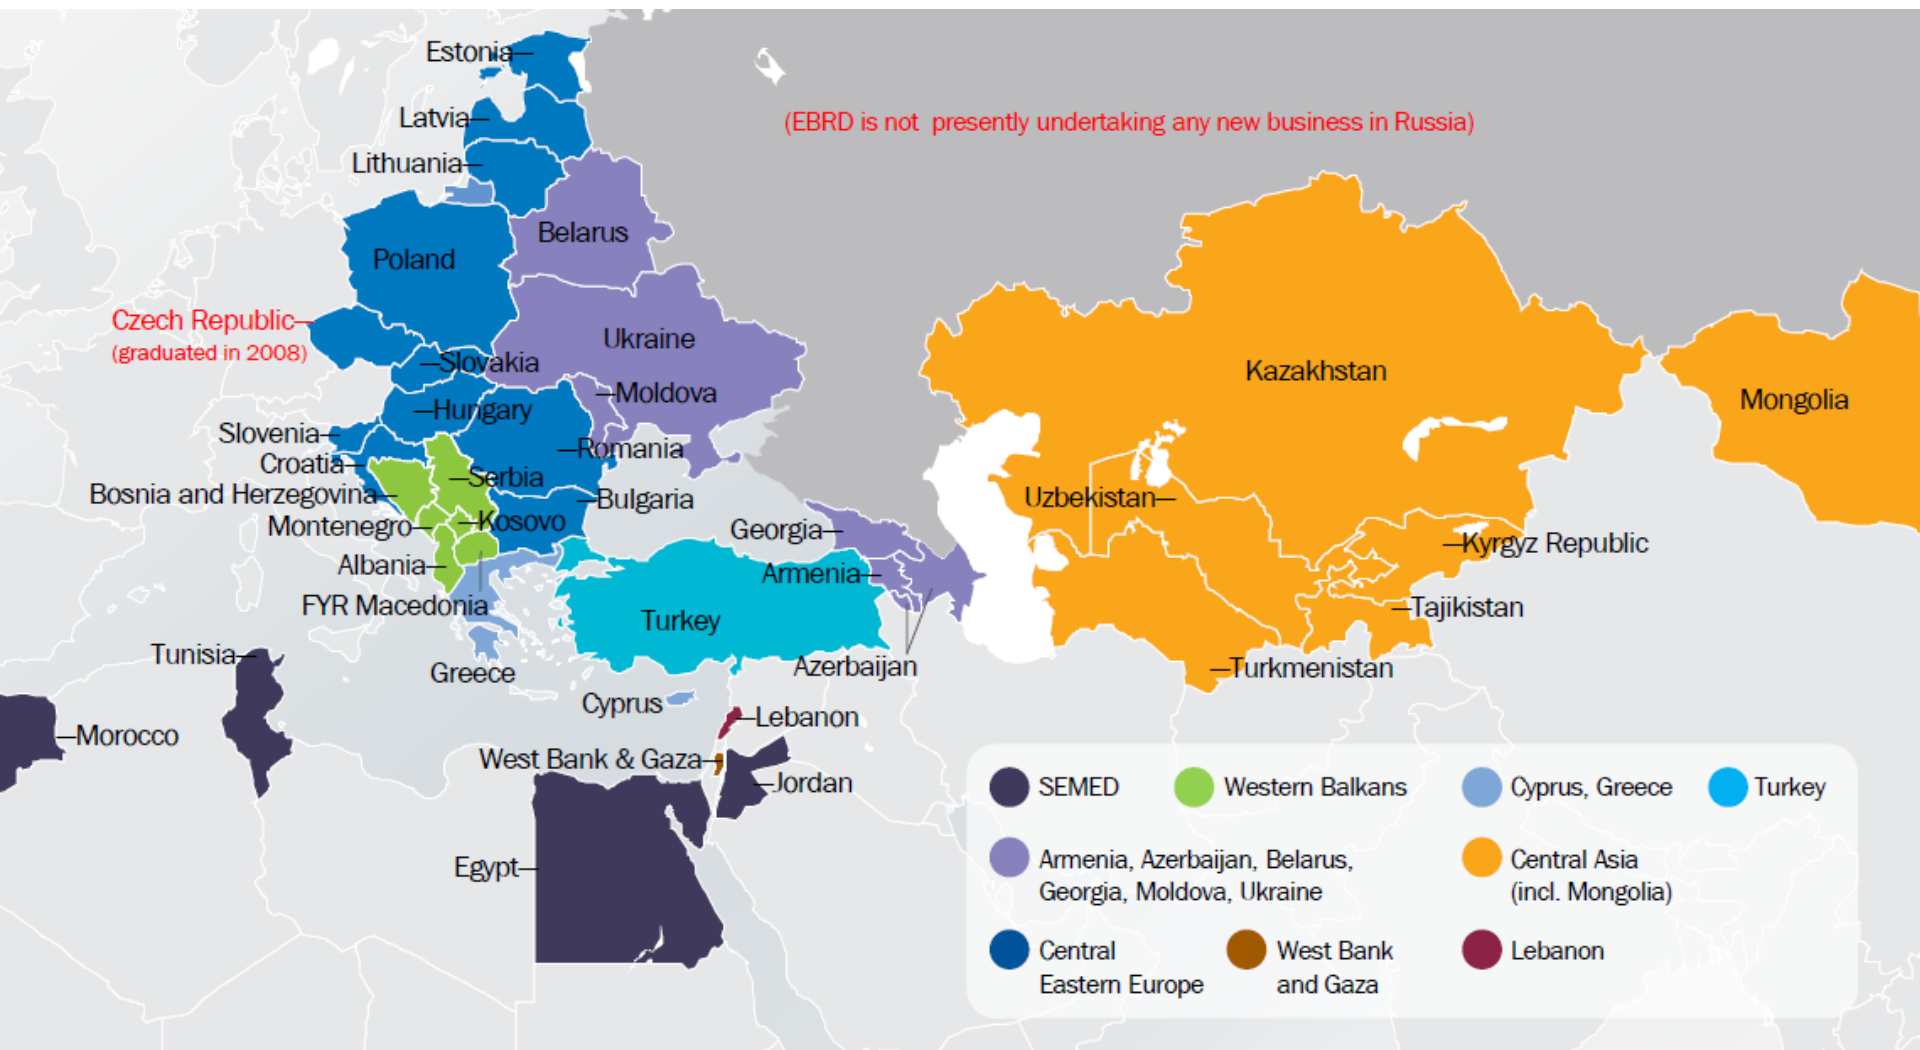 Estonia
Latvia
(EBRD is not presently undertaking any new business in Russia)
Lithuania
Belarus
Poland
Czech Republic
(graduated in 2008)
Ukraine
Slovakia
Kazakhstan
Moldova
Mongolia
Hungary
Slovenia
Romania
Croatia
Serbia
Bosnia and Herzegovina
Uzbekistan
Bulgaria
Kosovo
Montenegro
Georgia
Kyrgyz Republic
Albania
Armenia
FYR Macedonia
Tajikistan
Turkey
Tunisia
Greece
Azerbaijan
Turkmenistan
Cyprus
Lebanon
Morocco
West Bank & Gaza
Jordan
Egypt
SEMED
Western Balkans
Cyprus, Greece
Turkey
Armenia, Azerbaijan, Belarus,
Georgia, Moldova, Ukraine
Central Asia
(incl. Mongolia)
Central
Eastern Europe
West Bank
and Gaza
Lebanon